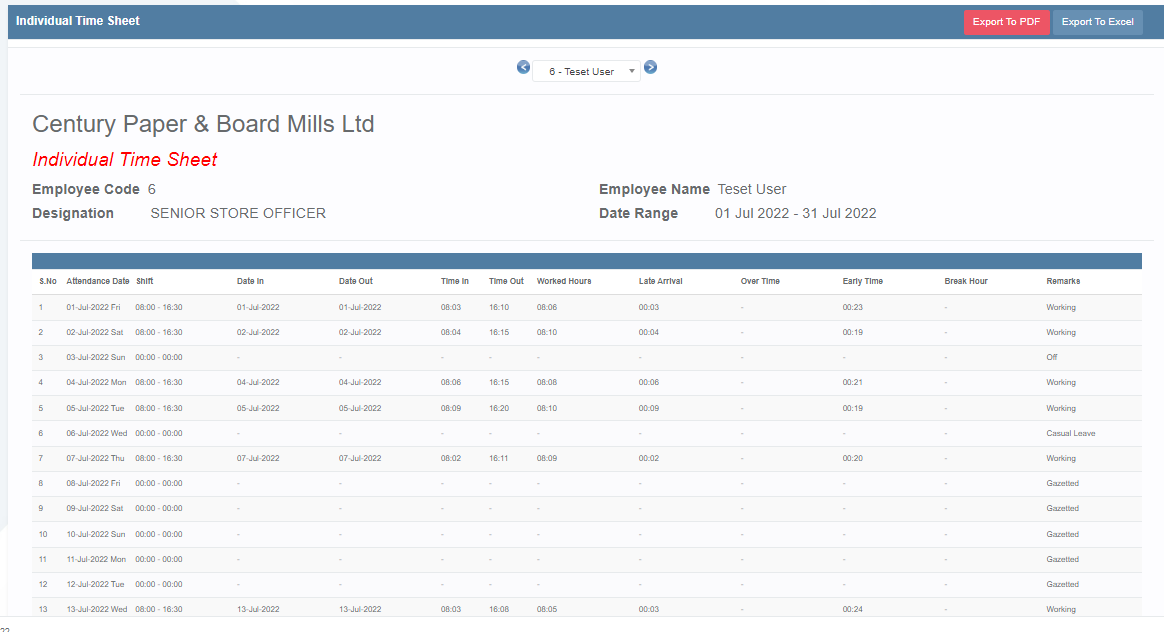 Individual Time Sheet Export To PDF Export To Excel
6 - Teset User
Century Paper & Board Mills Ltd
Individual Time Sheet
Employee Code 6 Employee Name Teset User
Designation SENIOR STORE OFFICER Date Range 01 Jul 2022 - 31 Jul 2022
S.No Attendance Date Shift Date In Date Out Time In Time Out Worked Hours Late Arrival Over Time Early Time Break Hour Remarks
1 01-Jul-2022 Fri 08:00 - 16:30 01-Jul-2022 01-Jul-2022 08:03 16:10 08:06 00:03 - 00:23 - Working
2 02-Jul-2022 Sat 08:00 - 16:30 02-Jul-2022 02-Jul-2022 08:04 16:15 08:10 00:04 - 00:19 - Working
3 03-Jul-2022 Sun 00:00 - 00:00 - - - - - - - - - Off
4 04-Jul-2022 Mon 08:00 - 16:30 04-Jul-2022 04-Jul-2022 08:06 16:15 08:08 00:06 - 00:21 - Working
5 05-Jul-2022 Tue 08:00 - 16:30 05-Jul-2022 05-Jul-2022 08:09 16:20 08:10 00:09 - 00:19 - Working
6 06-Jul-2022 Wed 00:00 - 00:00 - - - - - - - - - Casual Leave
7 07-Jul-2022 Thu 08:00 - 16:30 07-Jul-2022 07-Jul-2022 08:02 16:11 08:09 00:02 - 00:20 - Working
8 08-Jul-2022 Fri 00:00 - 00:00 - - - - - - - - - Gazetted
9 09-Jul-2022 Sat 00:00 - 00:00 - - - - - - - - - Gazetted
10 10-Jul-2022 Sun 00:00 - 00:00 - - - - - - - - - Gazetted
11 11-Jul-2022 Mon 00:00 - 00:00 - - - - - - - - - Gazetted
12 12-Jul-2022 Tue 00:00 - 00:00 - - - - - - - - - Gazetted
13 13-Jul-2022 Wed 08:00 - 16:30 13-Jul-2022 13-Jul-2022 08:03 16:08 08:05 00:03 - 00:24 - Working